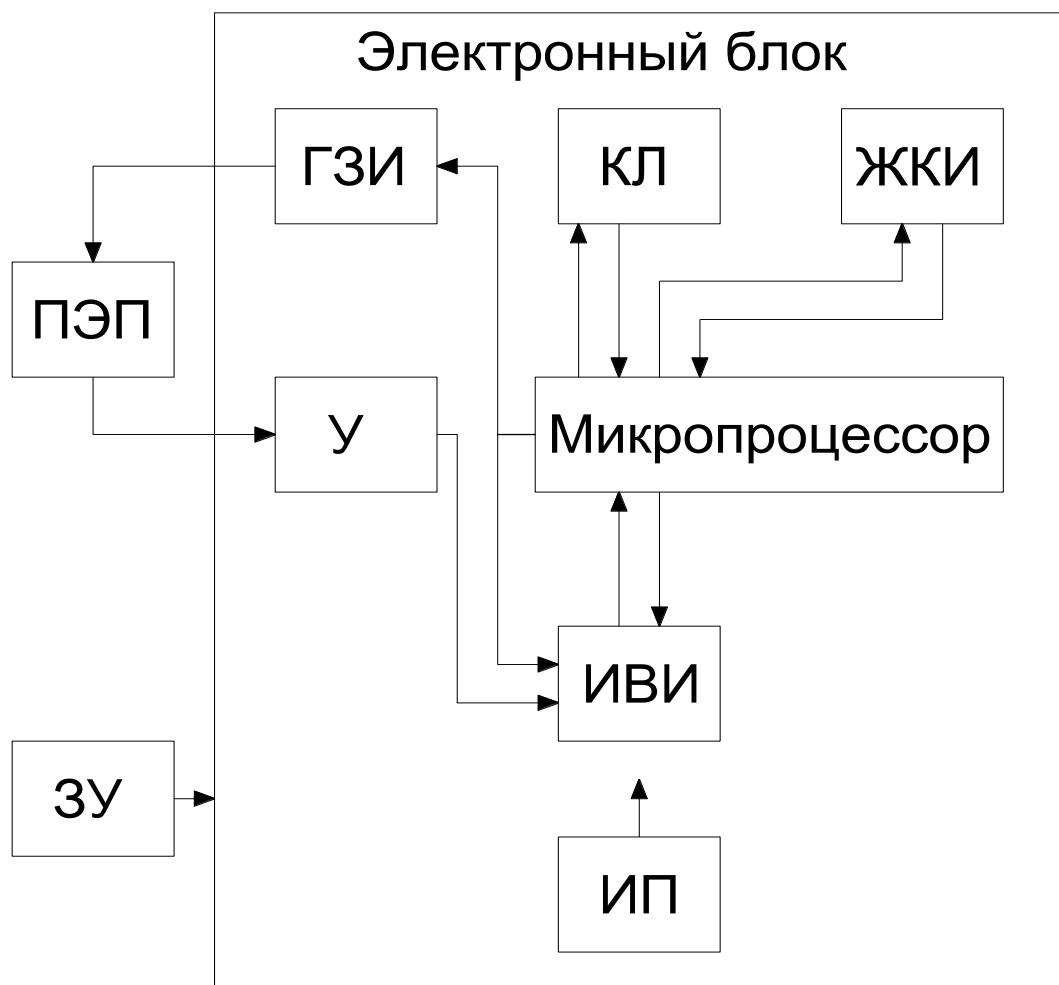 Электронный блок
ГЗИ
КЛ
ЖКИ
ПЭП
У
Микропроцессор
ИВИ
ЗУ
ИП